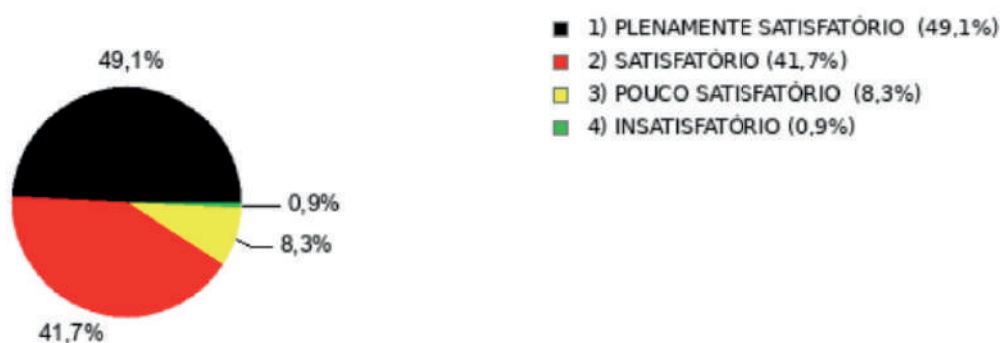 49,1%
0,9%
8,3%
41,7%
1) PLENAMENTE SATISFATÓRIO (49,1%)
2) SATISFATÓRIO (41,7%)
3) POUCO SATISFATÓRIO (8,3%)
4) INSATISFATÓRIO (0,9%)